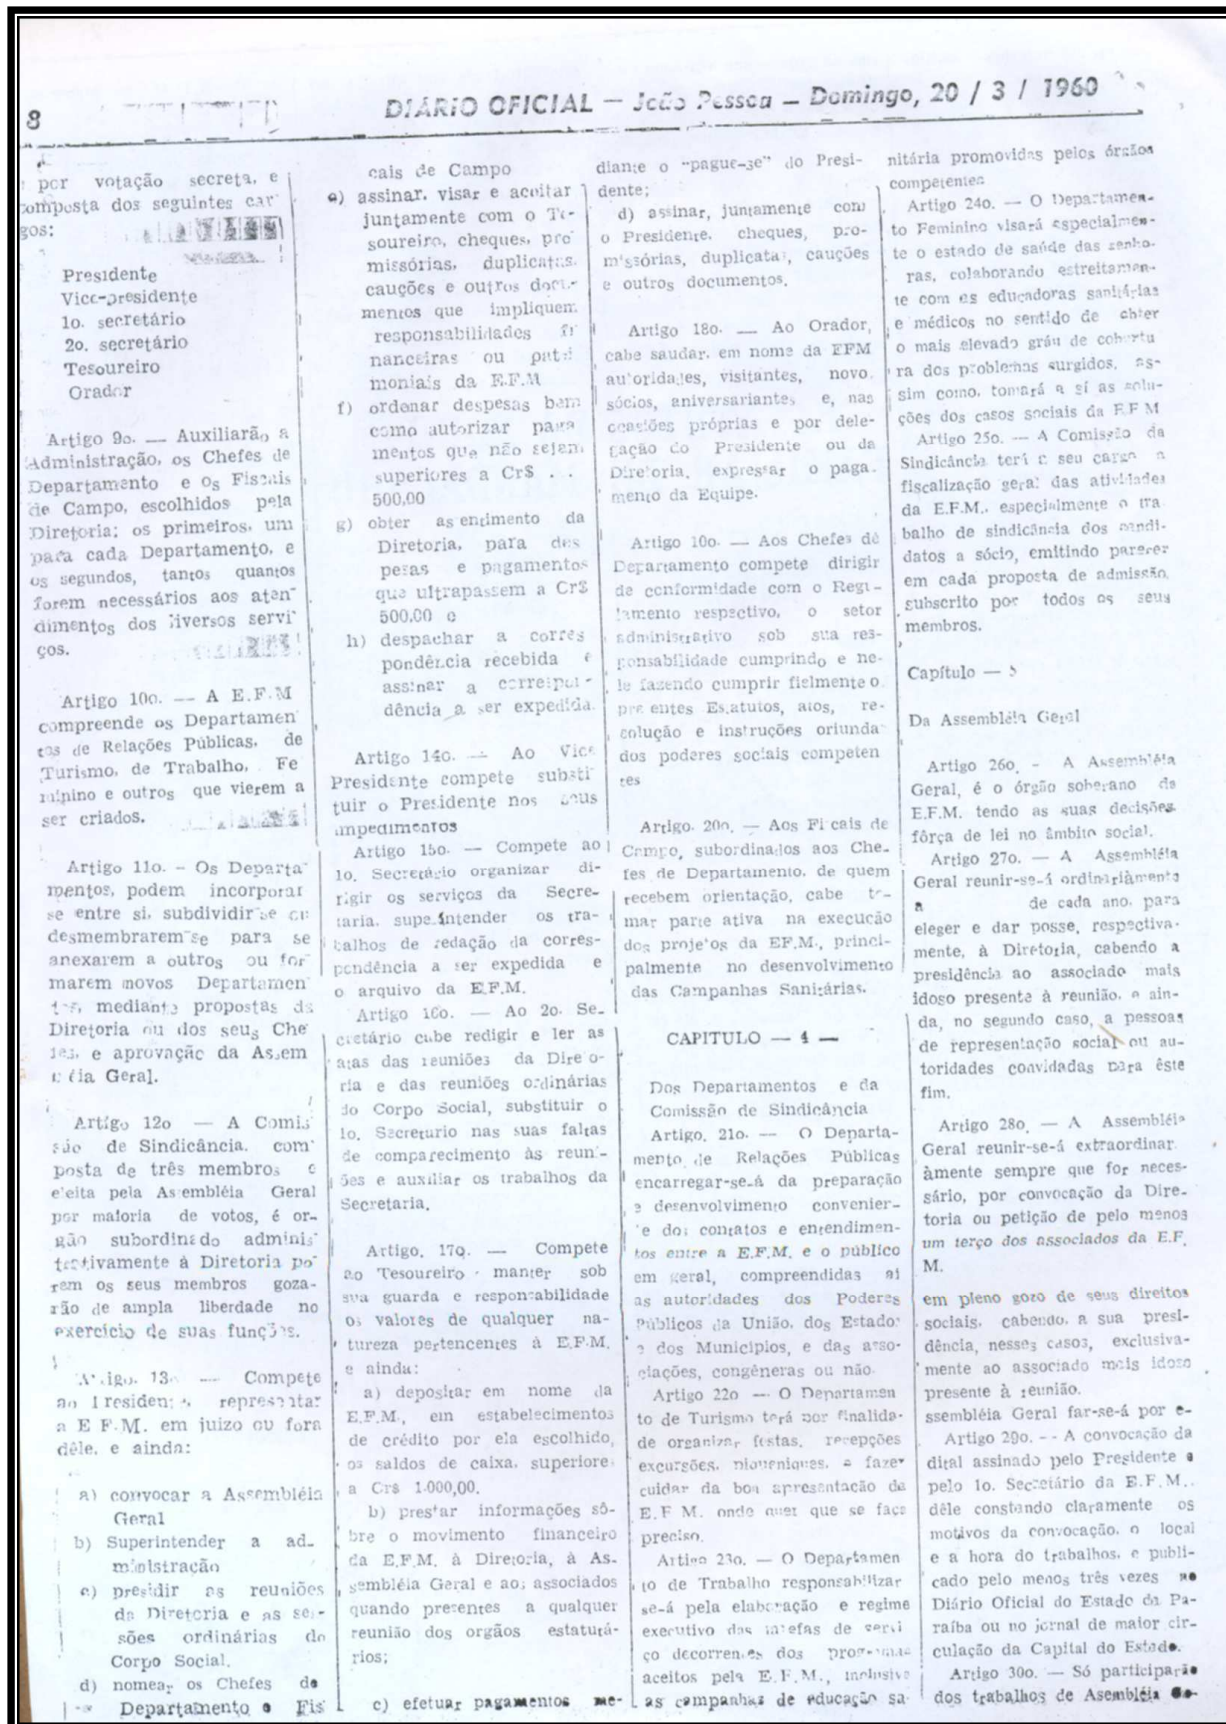 8
DIÁRIO OFICIAL — João Pessoa — Domingo, 20 / 3 / 1960
por votação secreta, e
composta dos seguintes car
gos:
Presidente
Vice-presidente
1o. secretário
2o. secretário
Tesoureiro
Orador
Artigo 9o. — Auxiliarão a
Administração, os Chefes de
Departamento e os Fiscais
de Campo, escolhidos pela
Diretoria; os primeiros, um
para cada Departamento, e
os segundos, tantos quantos
forem necessários aos aten-
dimentos dos diversos servi
ços.
Artigo 10o. — A E.F.M
compreende os Departamen
tos de Relações Públicas, de
Turismo, de Trabalho, Fe
minino e outros que vierem a
ser criados.
Artigo 11o. - Os Departa-
mentos, podem incorporar
se entre si, subdividir-se ou
desmembrarem-se para se
anexarem a outros ou for-
marem novos Departamen
tos, mediante propostas da
Diretoria ou dos seus Che
fes, e aprovação da Assem
bléia Geral.
Artigo 12o — A Comis-
são de Sindicância, com-
posta de três membros e
eleita pela Assembléia Geral
por maioria de votos, é or-
gão subordinado adminis-
trativamente à Diretoria po-
rem os seus membros goza-
rão de ampla liberdade no
exercício de suas funções.
Artigo. 13o — Compete
ao Presidente representar
a E F.M. em juizo ou fora
dêle, e ainda:
a) convocar a Assembléia
Geral
b) Superintender a ad-
ministração
c) presidir as reuniões
da Diretoria e as ses-
sões ordinárias do
Corpo Social.
d) nomear os Chefes de
Departamento e Fis
cais de Campo
e) assinar, visar e aceitar
juntamente com o Te-
soureiro, cheques, pro
missórias, duplicatas,
cauções e outros docu-
mentos que impliquem
responsabilidades fi
nanceiras ou patri
moniais da E.F.M
f) ordenar despesas bem
como autorizar paga
mentos que não sejam
superiores a Cr$ . . .
500,00
g) obter assentimento da
Diretoria, para des
pesas e pagamentos
que ultrapassem a Cr$
500,00 e
h) despachar a corres
pondência recebida e
assinar a correspon-
dência a ser expedida.
Artigo 14o. — Ao Vice
Presidente compete substi
tuir o Presidente nos seus
impedimentos
Artigo 15o. — Compete ao
1o. Secretário organizar di-
rigir os serviços da Secre-
taria, superintender os tra-
balhos de redação da corres-
pondência a ser expedida e
o arquivo da E.F.M.
Artigo 16o. — Ao 2o. Se-
cretário cabe redigir e ler as
atas das reuniões da Direto-
ria e das reuniões ordinárias
do Corpo Social, substituir o
1o. Secretario nas suas faltas
de comparecimento às reuni-
ões e auxiliar os trabalhos da
Secretaria.
Artigo. 17o. — Compete
ao Tesoureiro manter sob
sua guarda e responsabilidade
os valores de qualquer na-
tureza pertencentes à E.F.M.
e ainda:
a) depositar em nome da
E.F.M., em estabelecimentos
de crédito por ela escolhido,
os saldos de caixa, superiore
a Cr$ 1.000,00.
b) prestar informações sô-
bre o movimento financeiro
da E.F.M. à Diretoria, à As-
sembléia Geral e aos associados
quando presentes a qualquer
reunião dos orgãos estatutá-
rios;
c) efetuar pagamentos me-
diante o "pague-se" do Presi-
dente;
d) assinar, juntamente com
o Presidente, cheques, pro-
missórias, duplicatas, cauções
e outros documentos.
Artigo 18o. — Ao Orador,
cabe saudar, em nome da EFM
autoridades, visitantes, novo
sócios, aniversariantes e, nas
ocasiões próprias e por dele-
gação do Presidente ou da
Diretoria, expressar o paga-
mento da Equipe.
Artigo 10o. — Aos Chefes de
Departamento compete dirigir
de conformidade com o Regu-
lamento respectivo, o setor
administrativo sob sua res-
ponsabilidade cumprindo e ne-
le fazendo cumprir fielmente o
presentes Estatutos, atos, re-
solução e instruções oriunda
dos poderes sociais competen
tes
Artigo. 20o. — Aos Fiscais de
Campo, subordinados aos Che-
fes de Departamento, de quem
recebem orientação, cabe to-
mar parte ativa na execucão
dos projetos da EF.M., princi-
palmente no desenvolvimento
das Campanhas Sanitárias.
CAPITULO — 4 —
Dos Departamentos e da
Comissão de Sindicância
Artigo. 21o. — O Departa-
mento de Relações Públicas
encarregar-se-á da preparação
e desenvolvimento convenien-
te dos contatos e entendimen-
tos entre a E.F.M. e o público
em geral, compreendidas aí
as autoridades dos Poderes
Públicos da União, dos Estado
e dos Municípios, e das asso-
ciações, congêneras ou não.
Artigo 22o — O Departamen
to de Turismo terá por finalida-
de organizar festas, recepções
excursões, piqueniques, e fazer
cuidar da boa apresentação da
E.F M. onde quer que se faça
preciso.
Artigo 23o. — O Departamen
to de Trabalho responsabilizar
se-á pela elaboração e regime
executivo das tarefas de servi
ço decorrentes dos programas
aceitos pela E.F.M., inclusive
as campanhas de educação sa-
nitária promovidas pelos órgãos
competentes
Artigo 24o. — O Departamen-
to Feminino visará especialmen-
te o estado de saúde das senho-
ras, colaborando estreitamen-
te com as educadoras sanitárias
e médicos no sentido de obter
o mais elevado gráu de cobertu
ra dos problemas surgidos, as-
sim como, tomará a sí as solu-
ções dos casos sociais da E.F M
Artigo 25o. — A Comissão da
Sindicância terá a seu cargo a
fiscalização geral das atividades
da E.F.M., especialmente o tra
balho de sindicância dos candi-
datos a sócio, emitindo parecer
em cada proposta de admissão,
subscrito por todos os seus
membros.
Capítulo — 5
Da Assembléia Geral
Artigo 26o. - A Assembléia
Geral, é o órgão soberano da
E.F.M. tendo as suas decisões
fôrça de lei no âmbito social.
Artigo 27o. — A Assembléia
Geral reunir-se-á ordinariàmente
a de cada ano, para
eleger e dar posse, respectiva-
mente, à Diretoria, cabendo a
presidência ao associado mais
idoso presente à reunião, e ain-
da, no segundo caso, a pessoas
de representação social ou au-
toridades convidadas para êste
fim.
Artigo 28o. — A Assembléia
Geral reunir-se-á extraordinar
àmente sempre que for neces-
sário, por convocação da Dire-
toria ou petição de pelo menos
um terço dos associados da E.F.
M.
em pleno gozo de seus direitos
sociais, cabendo, a sua presi-
dência, nesses casos, exclusiva-
mente ao associado mais idoso
presente à reunião.
ssembléia Geral far-se-á por e-
Artigo 29o. - - A convocação da
dital assinado pelo Presidente e
pelo 1o. Secretário da E.F.M.,
dêle constando claramente os
motivos da convocação, o local
e a hora do trabalhos, e publi-
cado pelo menos três vezes no
Diário Oficial do Estado da Pa-
raíba ou no jornal de maior cir-
culação da Capital do Estado.
Artigo 30o. — Só participarão
dos trabalhos de Asembléia Ge-